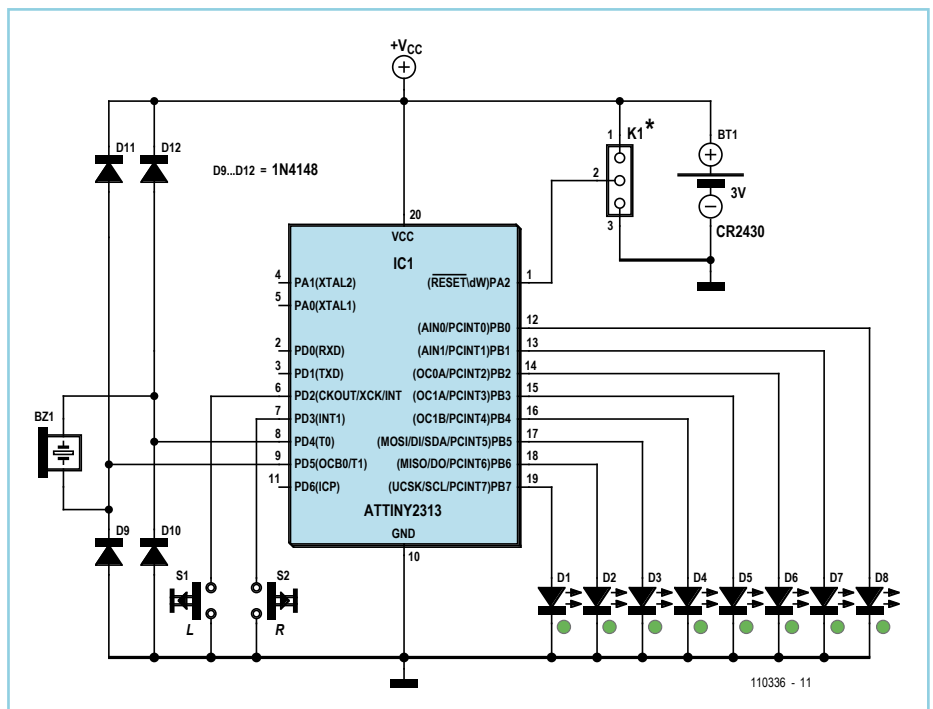 +VCC
D11
D12
D9...D12 = 1N4148
1
K1*
2
3
BT1
3V
CR2430
20
VCC
IC1
4
PA1(XTAL2)
5
PA0(XTAL1)
2
PD0(RXD)
3
PD1(TXD)
6
PD2(CKOUT/XCK/INT
7
PD3(INT1)
8
PD4(T0)
9
PD5(OCB0/T1)
11
PD6(ICP)
(RESET\dW)PA2
1
(AIN0/PCINT0)PB0
12
(AIN1/PCINT1)PB1
13
(OC0A/PCINT2)PB2
14
(OC1A/PCINT3)PB3
15
(OC1B/PCINT4)PB4
16
(MOSI/DI/SDA/PCINT5)PB5
17
(MISO/DO/PCINT6)PB6
18
(UCSK/SCL/PCINT7)PB7
19
ATTINY2313
GND
10
BZ1
D9
D10
S1
L
S2
R
D1
D2
D3
D4
D5
D6
D7
D8
110336 - 11